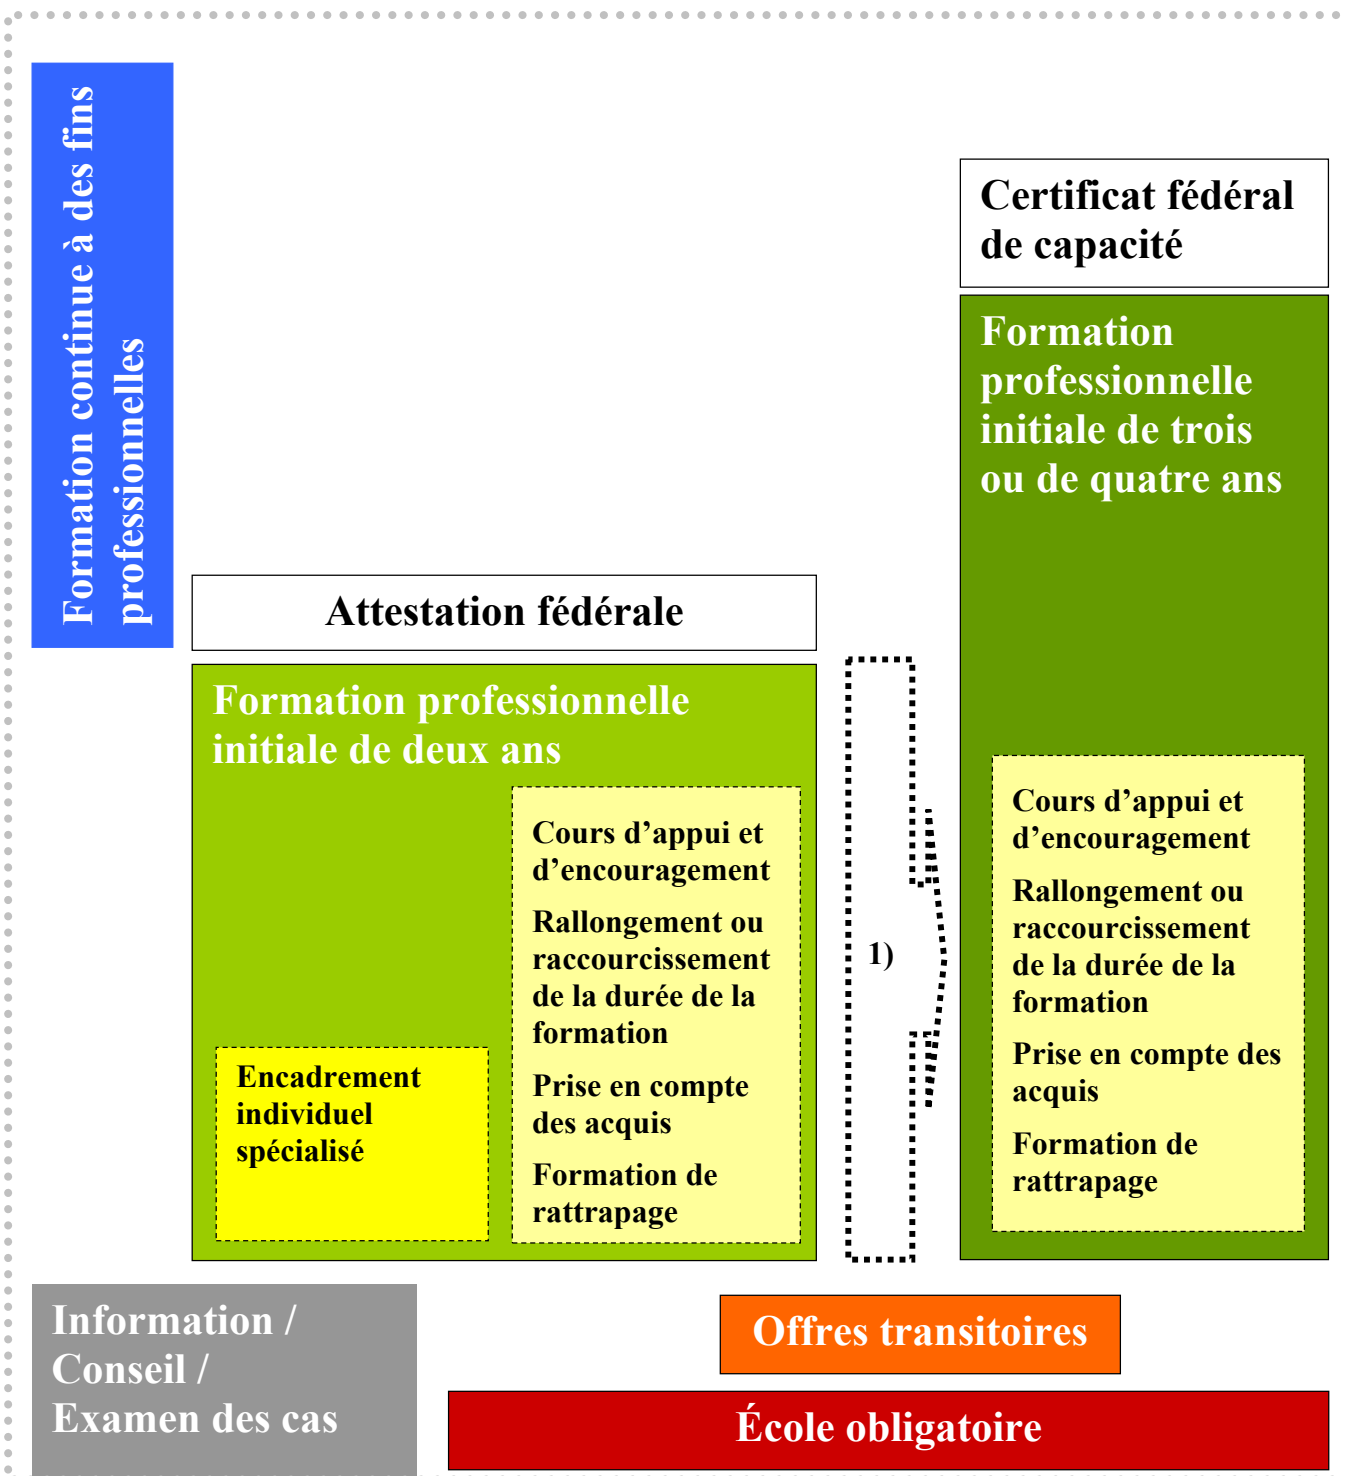 Formation continue à des fins
professionnelles
Certificat fédéral
de capacité
Formation
professionnelle
initiale de trois
ou de quatre ans
Attestation fédérale
Formation professionnelle
initiale de deux ans
Cours d’appui et
d’encouragement
Rallongement ou
raccourcissement
de la durée de la
formation
Prise en compte
des acquis
Formation de
rattrapage
Encadrement
individuel
spécialisé
1)
Cours d’appui et
d’encouragement
Rallongement ou
raccourcissement
de la durée de la
formation
Prise en compte des
acquis
Formation de
rattrapage
Information /
Conseil /
Examen des cas
Offres transitoires
École obligatoire